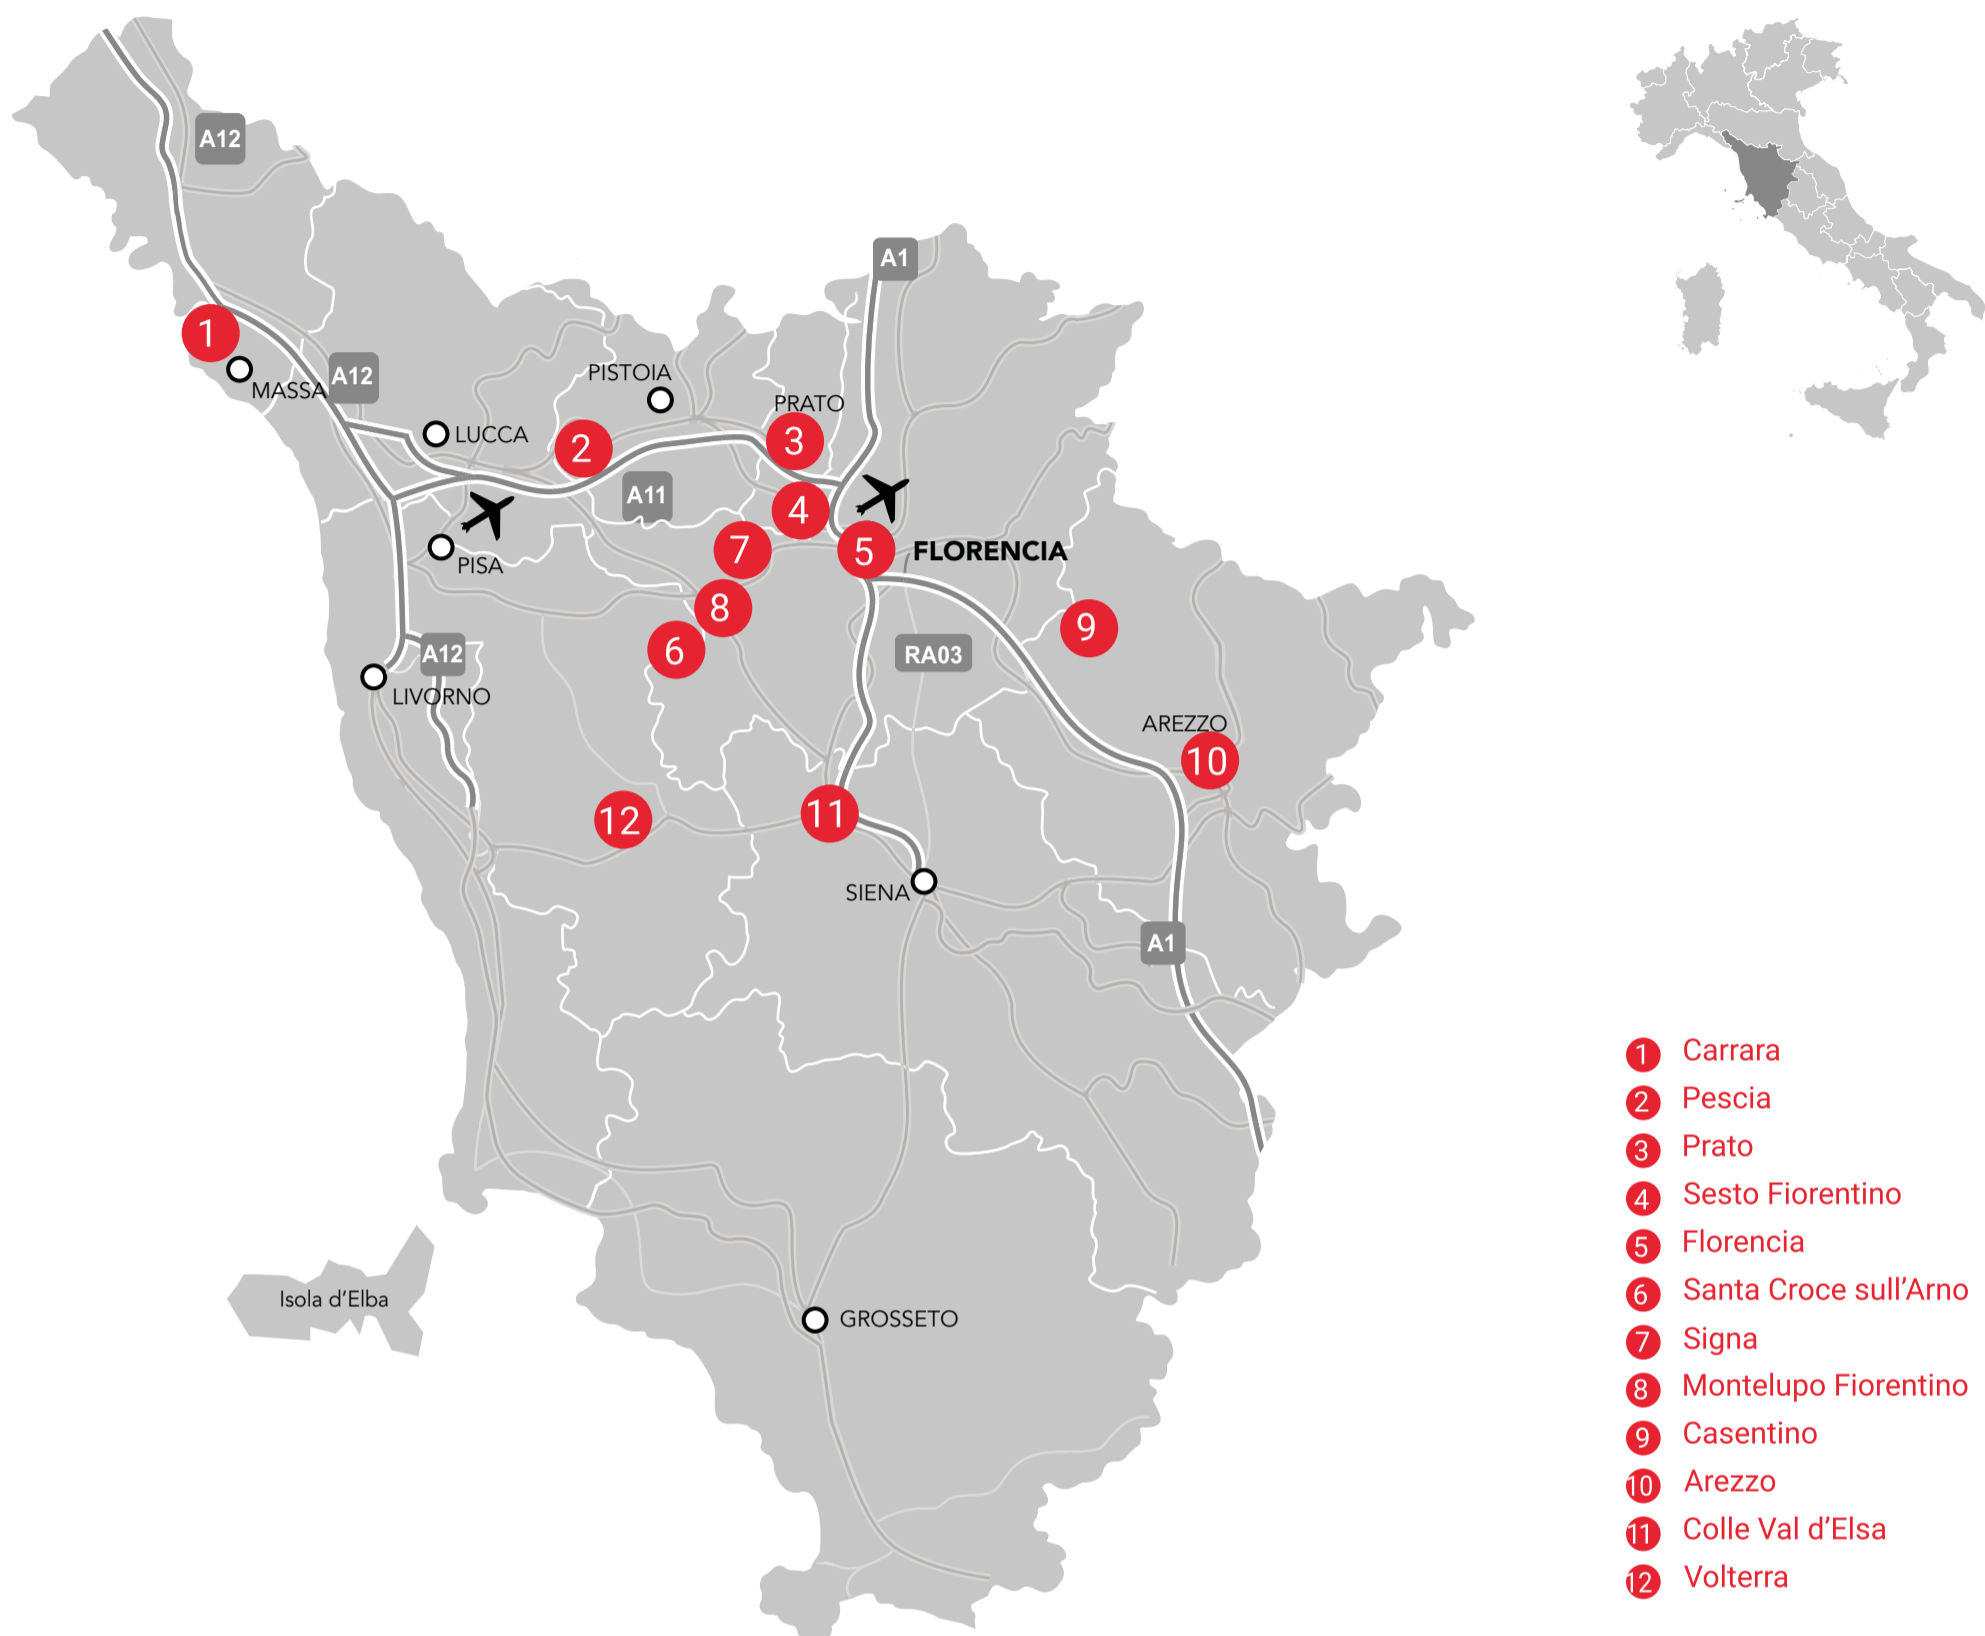 A12
A1
1
MASSA
A12
PISTOIA
PRATO
LUCCA
2
3
A11
4
7
5
FLORENCIA
PISA
8
9
6
A12
RA03
LIVORNO
AREZZO
10
12
11
SIENA
A1
Isola d’Elba
GROSSETO
1 Carrara
2 Pescia
3 Prato
4 Sesto Fiorentino
5 Florencia
6 Santa Croce sull’Arno
7 Signa
8 Montelupo Fiorentino
9 Casentino
10 Arezzo
11 Colle Val d’Elsa
12 Volterra